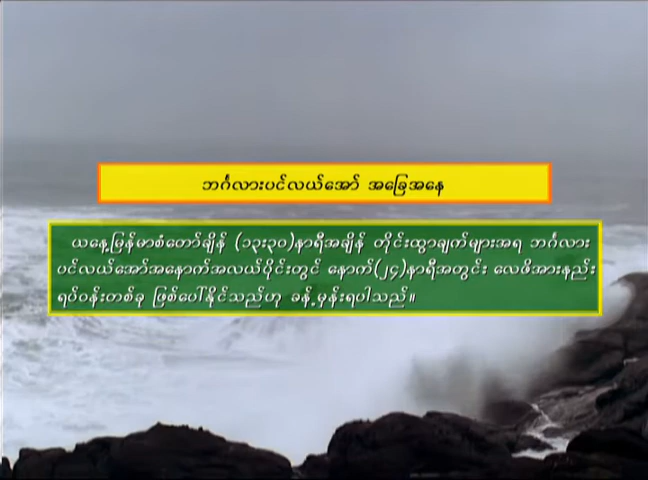 ဘင်္ဂလားပင်လယ်အော် အခြေအနေ
ယနေ့မြန်မာစံတော်ချိန် (၁၃း၃၀)နာရီအချိန် တိုင်းထွာချက်များအရ ဘင်္ဂလား
ပင်လယ်အော်အနောက်အလယ်ပိုင်းတွင် နောက်(၂၄)နာရီအတွင်း လေဖိအားနည်း
ရပ်ဝန်းတစ်ခု ဖြစ်ပေါ်နိုင်သည်ဟု ခန့်မှန်းရပါသည်။